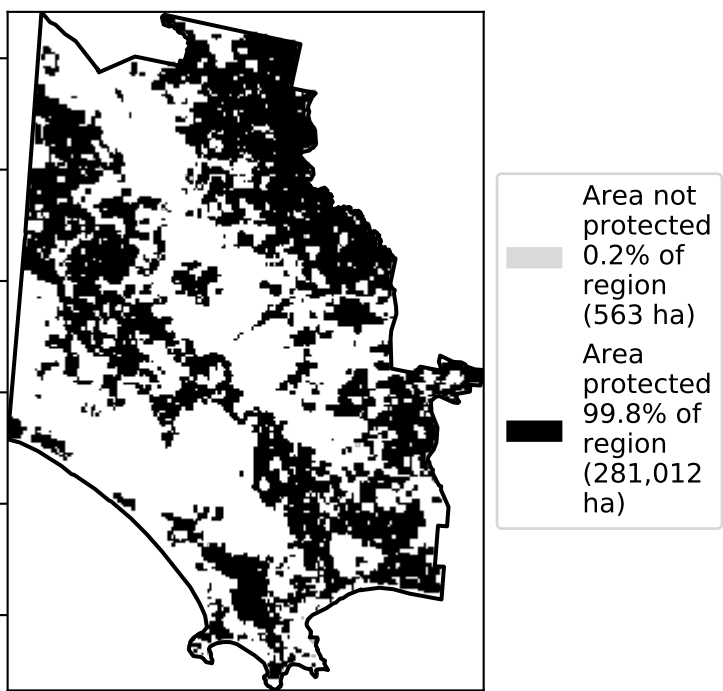 Area not
protected
0.2% of
region
(563 ha)
Area
protected
99.8% of
region
(281,012
ha)